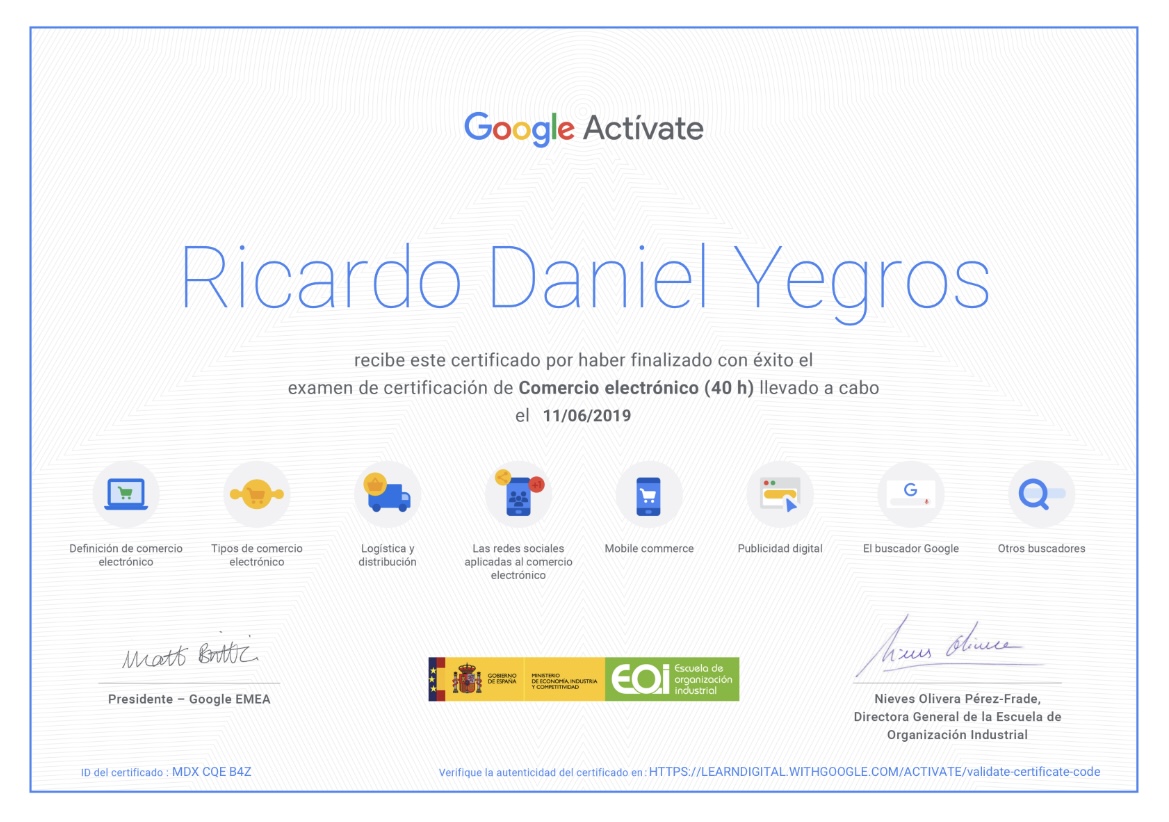 Google Actívate
Ricardo Daniel Yegros
recibe este certificado por haber finalizado con éxito el
examen de certificación de Comercio electrónico (40 h) llevado a cabo
el 11/06/2019
+1
G
Definición de comercio
electrónico
Tipos de comercio
electrónico
Logística y
distribución
Las redes sociales
aplicadas al comercio
electrónico
Mobile commerce
Publicidad digital
El buscador Google
Otros buscadores
Matt Brittin
Presidente – Google EMEA
GOBIERNO
DE ESPAÑA
MINISTERIO
DE ECONOMÍA, INDUSTRIA
Y COMPETITIVIDAD
EOi
Escuela de
organización
industrial
Nieves Olivera
Nieves Olivera Pérez-Frade,
Directora General de la Escuela de
Organización Industrial
ID del certificado : MDX CQE B4Z
Verifique la autenticidad del certificado en : HTTPS://LEARNDIGITAL.WITHGOOGLE.COM/ACTIVATE/validate-certificate-code